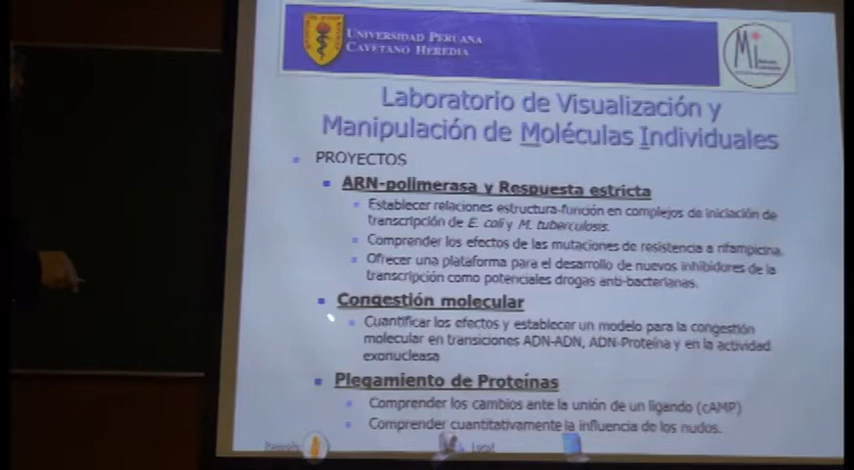 UNIVERSIDAD PERUANA
CAYETANO HEREDIA
Mi
Laboratorio de Visualización y
Manipulación de Moléculas Individuales
PROYECTOS
ARN-polimerasa y Respuesta estricta
Establecer relaciones estructura-función en complejos de iniciación de
transcripción de E. coli y M. tuberculosis.
Comprender los efectos de las mutaciones de resistencia a rifampicina.
Ofrecer una plataforma para el desarrollo de nuevos inhibidores de la
transcripción como potenciales drogas anti-bacterianas.
Congestión molecular
Cuantificar los efectos y establecer un modelo para la congestión
molecular en transiciones ADN-ADN, ADN-Proteína y en la actividad
exonucleasa
Plegamiento de Proteínas
Comprender los cambios ante la unión de un ligando (cAMP)
Comprender cuantitativamente la influencia de los nudos.
Local